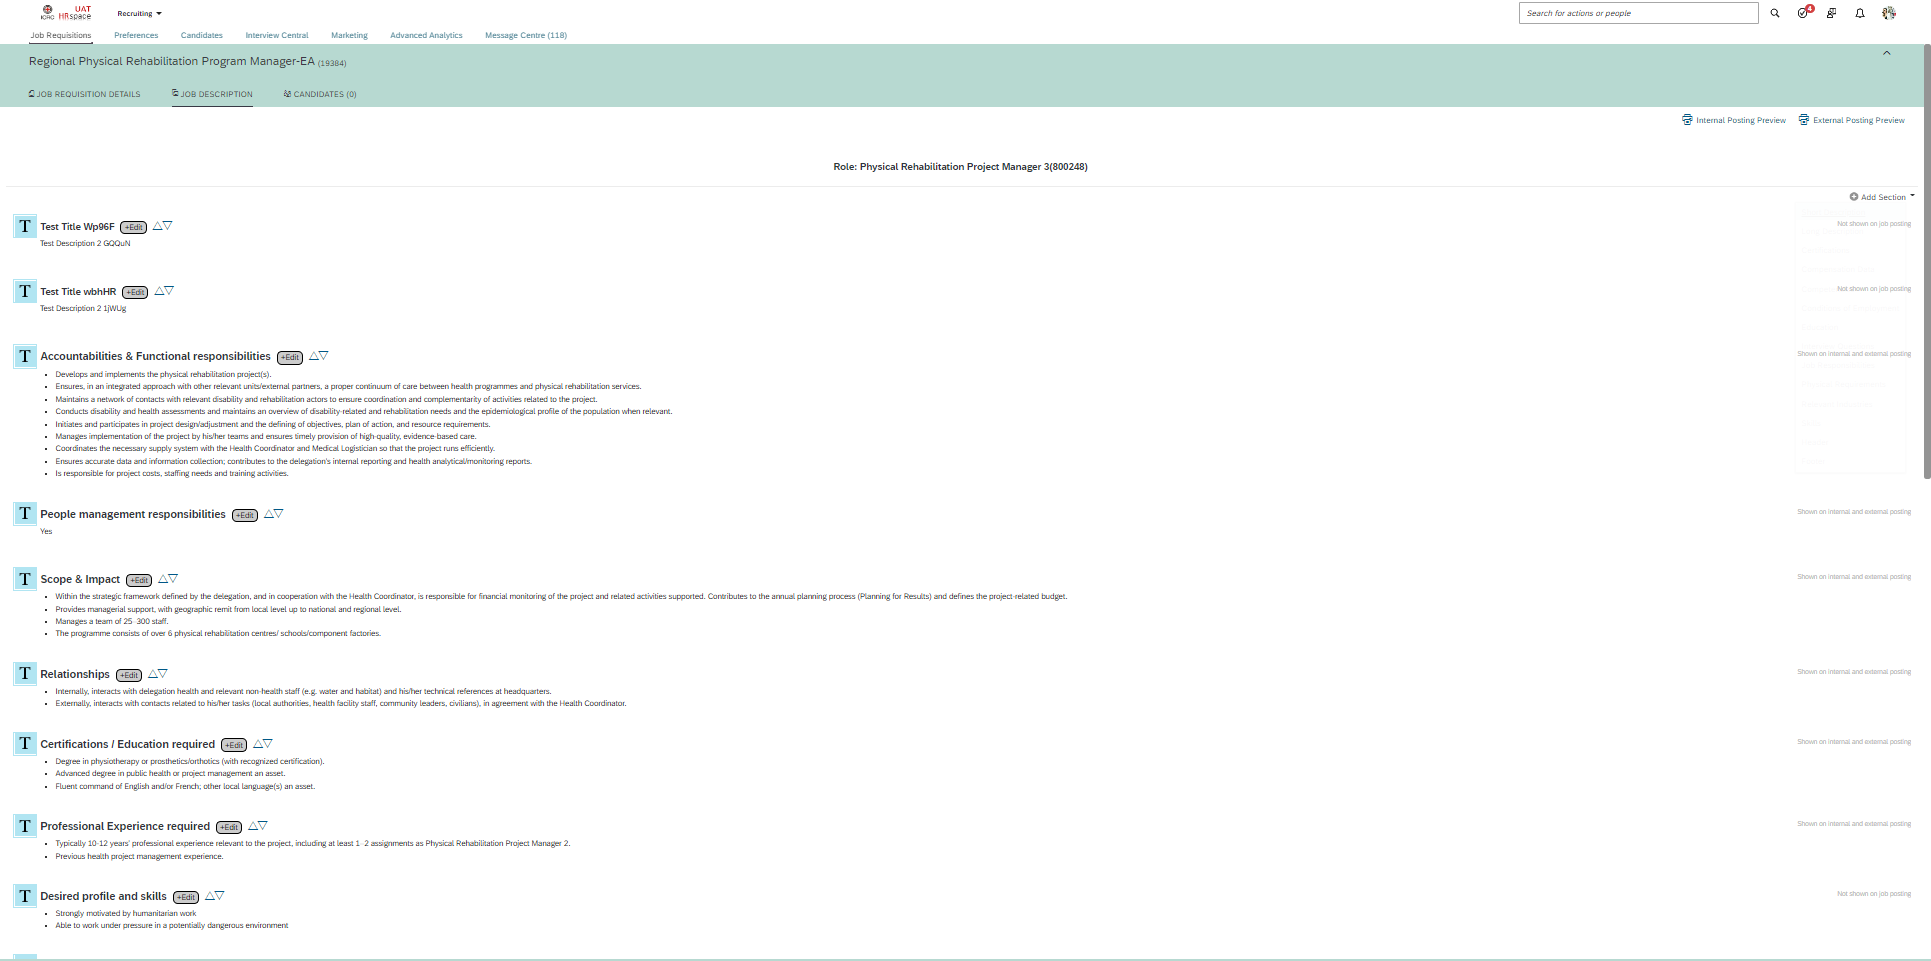 ICRC UAT HRspace
Recruiting
Search for actions or people
4
Job Requisitions
Preferences
Candidates
Interview Central
Marketing
Advanced Analytics
Message Centre (118)
Regional Physical Rehabilitation Program Manager-EA (19384)
JOB REQUISITION DETAILS
JOB DESCRIPTION
CANDIDATES (0)
Internal Posting Preview
External Posting Preview
Role: Physical Rehabilitation Project Manager 3(800248)
Add Section
T Test Title Wp96F +Edit
Not shown on job posting
Test Description 2 GQQuN
T Test Title wbhHR +Edit
Not shown on job posting
Test Description 2 1jWUg
T Accountabilities & Functional responsibilities +Edit
Shown on internal and external posting
• Develops and implements the physical rehabilitation project(s).
• Ensures, in an integrated approach with other relevant units/external partners, a proper continuum of care between health programmes and physical rehabilitation services.
• Maintains a network of contacts with relevant disability and rehabilitation actors to ensure coordination and complementarity of activities related to the project.
• Conducts disability and health assessments and maintains an overview of disability-related and rehabilitation needs and the epidemiological profile of the population when relevant.
• Initiates and participates in project design/adjustment and the defining of objectives, plan of action, and resource requirements.
• Manages implementation of the project by his/her teams and ensures timely provision of high-quality, evidence-based care.
• Coordinates the necessary supply system with the Health Coordinator and Medical Logistician so that the project runs efficiently.
• Ensures accurate data and information collection; contributes to the delegation's internal reporting and health analytical/monitoring reports.
• Is responsible for project costs, staffing needs and training activities.
T People management responsibilities +Edit
Shown on internal and external posting
Yes
T Scope & Impact +Edit
Shown on internal and external posting
• Within the strategic framework defined by the delegation, and in cooperation with the Health Coordinator, is responsible for financial monitoring of the project and related activities supported. Contributes to the annual planning process (Planning for Results) and defines the project-related budget.
• Provides managerial support, with geographic remit from local level up to national and regional level.
• Manages a team of 25-300 staff.
• The programme consists of over 6 physical rehabilitation centres/ schools/component factories.
T Relationships +Edit
Shown on internal and external posting
• Internally, interacts with delegation health and relevant non-health staff (e.g. water and habitat) and his/her technical references at headquarters.
• Externally, interacts with contacts related to his/her tasks (local authorities, health facility staff, community leaders, civilians), in agreement with the Health Coordinator.
T Certifications / Education required +Edit
Shown on internal and external posting
• Degree in physiotherapy or prosthetics/orthotics (with recognized certification).
• Advanced degree in public health or project management an asset.
• Fluent command of English and/or French; other local language(s) an asset.
T Professional Experience required +Edit
Shown on internal and external posting
• Typically 10-12 years' professional experience relevant to the project, including at least 1-2 assignments as Physical Rehabilitation Project Manager 2.
• Previous health project management experience.
T Desired profile and skills +Edit
Not shown on job posting
• Strongly motivated by humanitarian work
• Able to work under pressure in a potentially dangerous environment